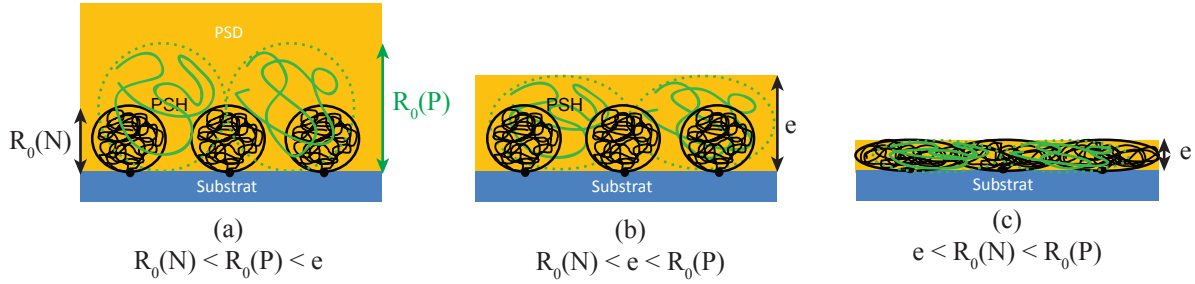 PSD
PSH
R₀(N)
R₀(P)
Substrat
(a)
R₀(N) < R₀(P) < e
PSH
e
Substrat
(b)
R₀(N) < e < R₀(P)
e
Substrat
(c)
e < R₀(N) < R₀(P)